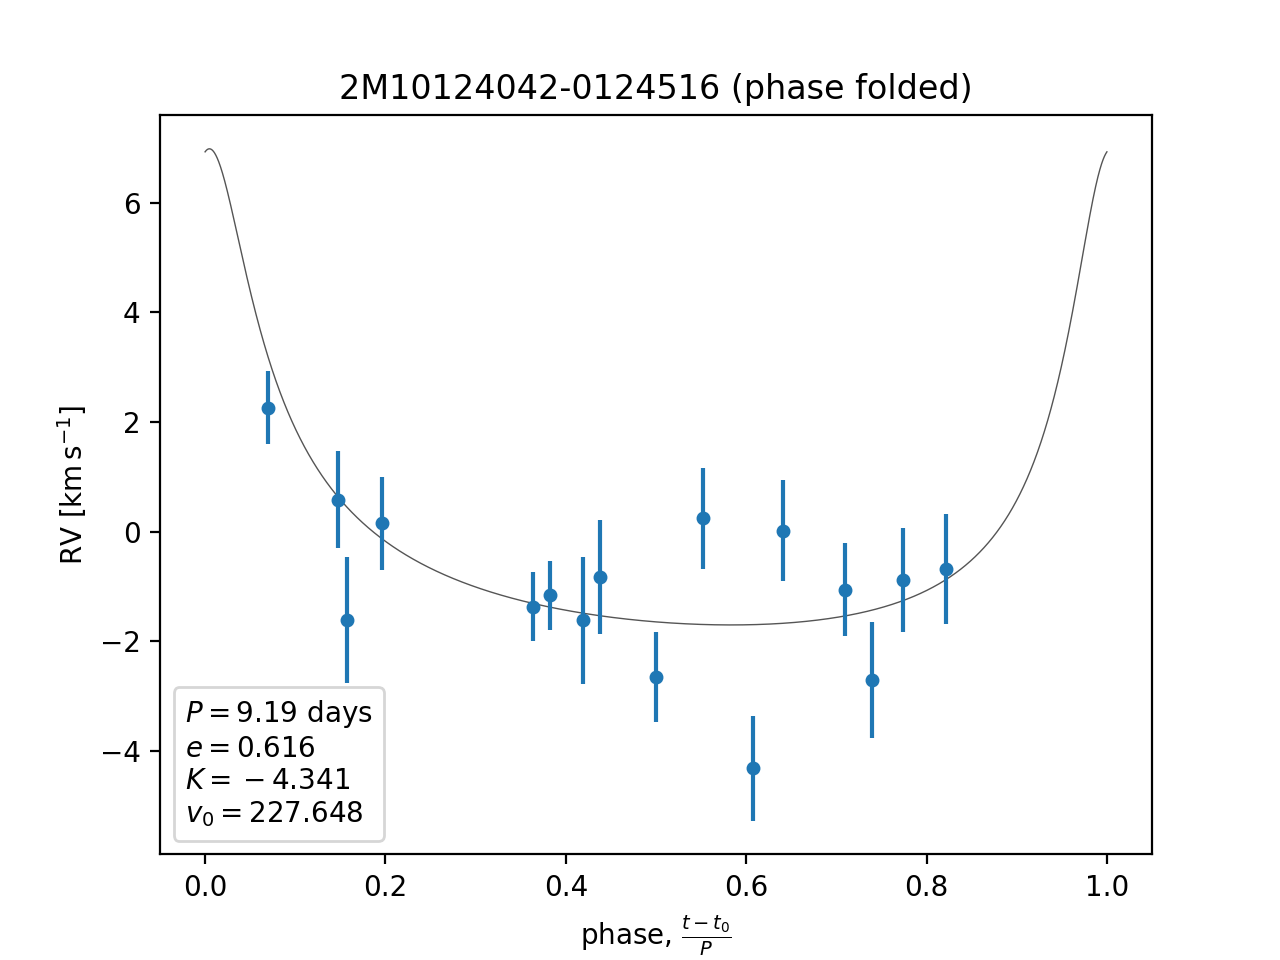 2M10124042-0124516 (phase folded)
6
4
2
0
−2
−4
RV [km s⁻¹]
P = 9.19 days
e = 0.616
K = − 4.341
v₀ = 227.648
0.0 0.2 0.4 0.6 0.8 1.0
phase, (t − t₀)/P